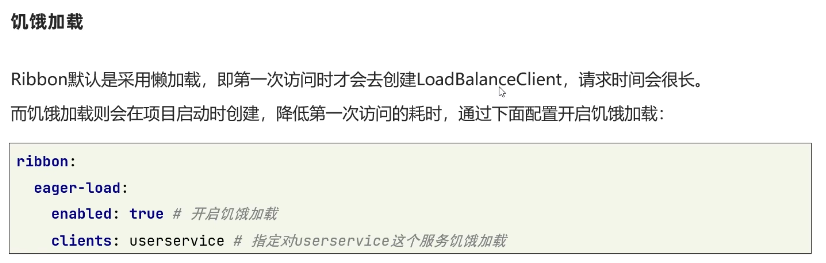 饥饿加载
Ribbon默认是采用懒加载，即第一次访问时才会去创建LoadBalanceClient，请求时间会很长。
而饥饿加载则会在项目启动时创建，降低第一次访问的耗时，通过下面配置开启饥饿加载：
ribbon:
  eager-load:
    enabled: true # 开启饥饿加载
    clients: userservice # 指定对userservice这个服务饥饿加载